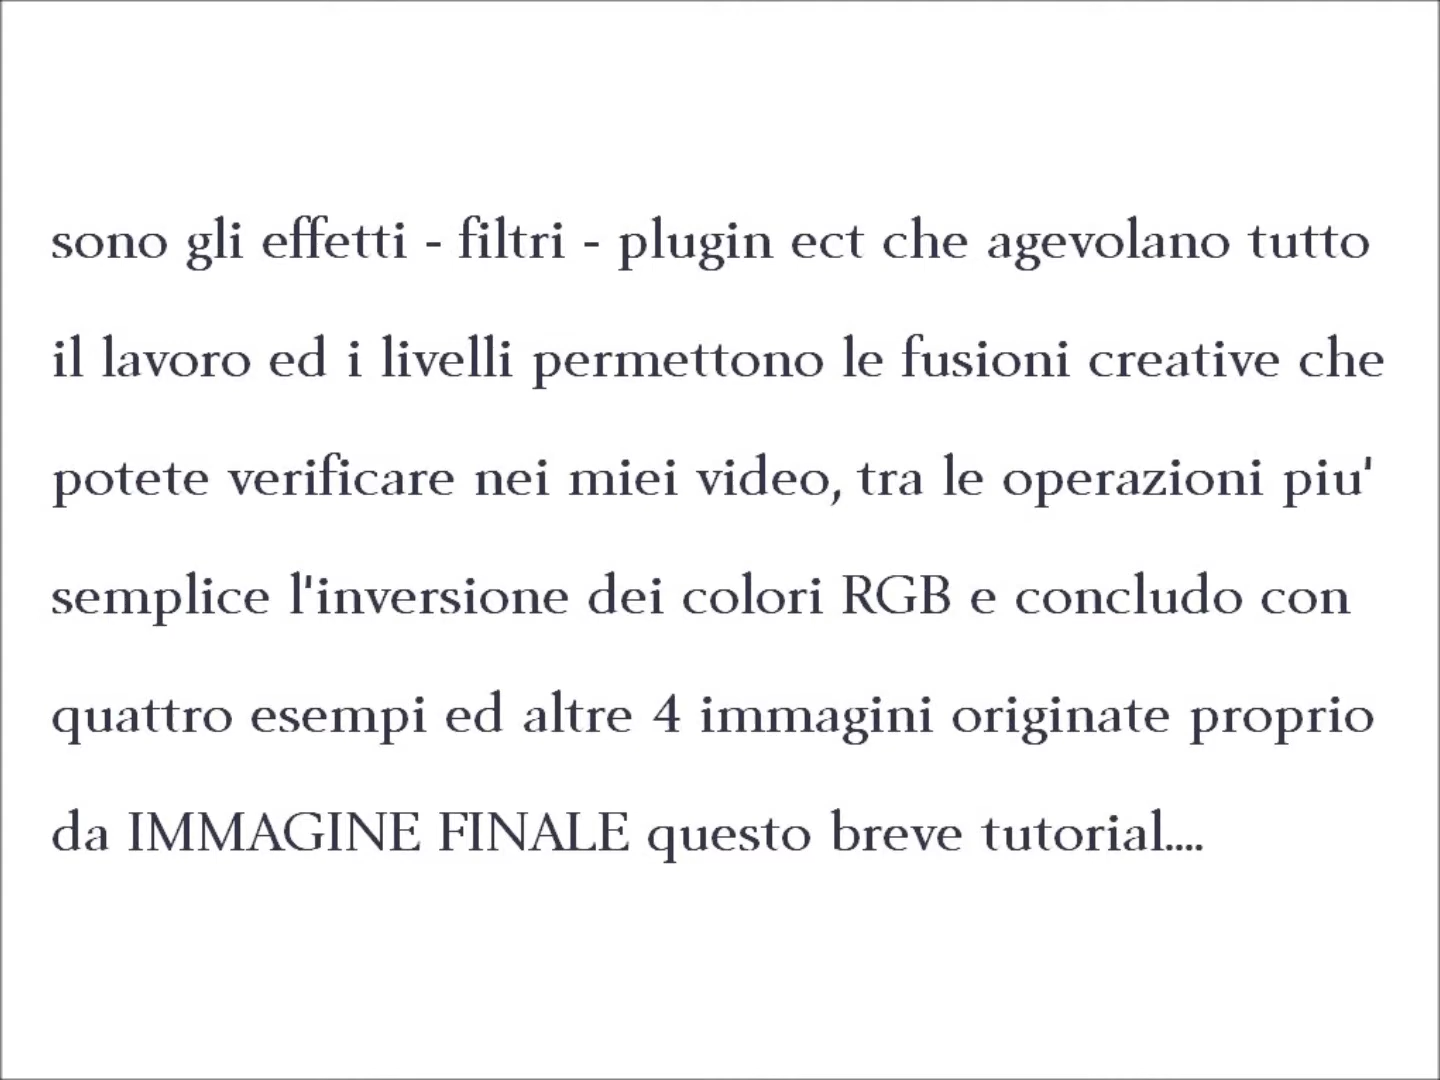 sono gli effetti - filtri - plugin ect che agevolano tutto
il lavoro ed i livelli permettono le fusioni creative che
potete verificare nei miei video, tra le operazioni piu'
semplice l'inversione dei colori RGB e concludo con
quattro esempi ed altre 4 immagini originate proprio
da IMMAGINE FINALE questo breve tutorial....